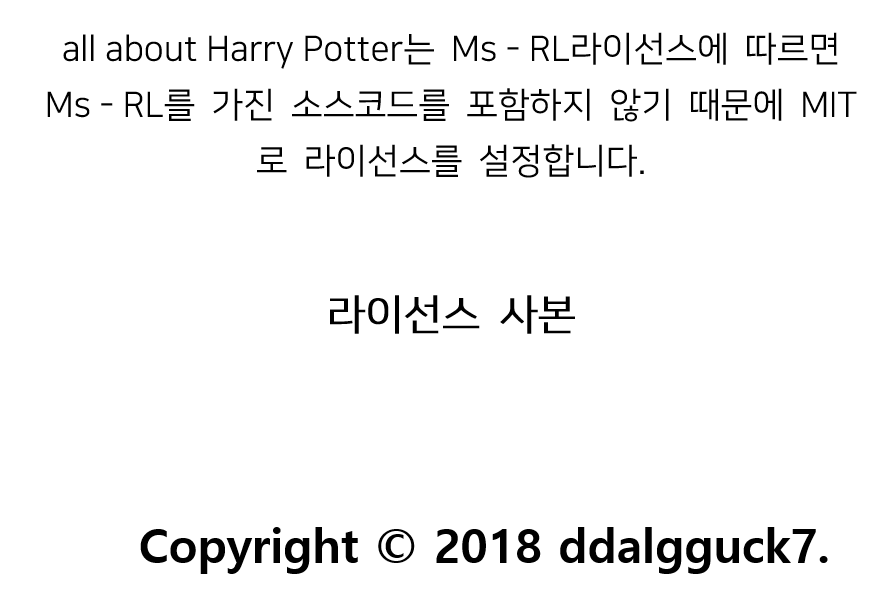 all about Harry Potter는 Ms - RL라이선스에 따르면
Ms - RL를 가진 소스코드를 포함하지 않기 때문에 MIT
로 라이선스를 설정합니다.
라이선스 사본
Copyright © 2018 ddalgguck7.